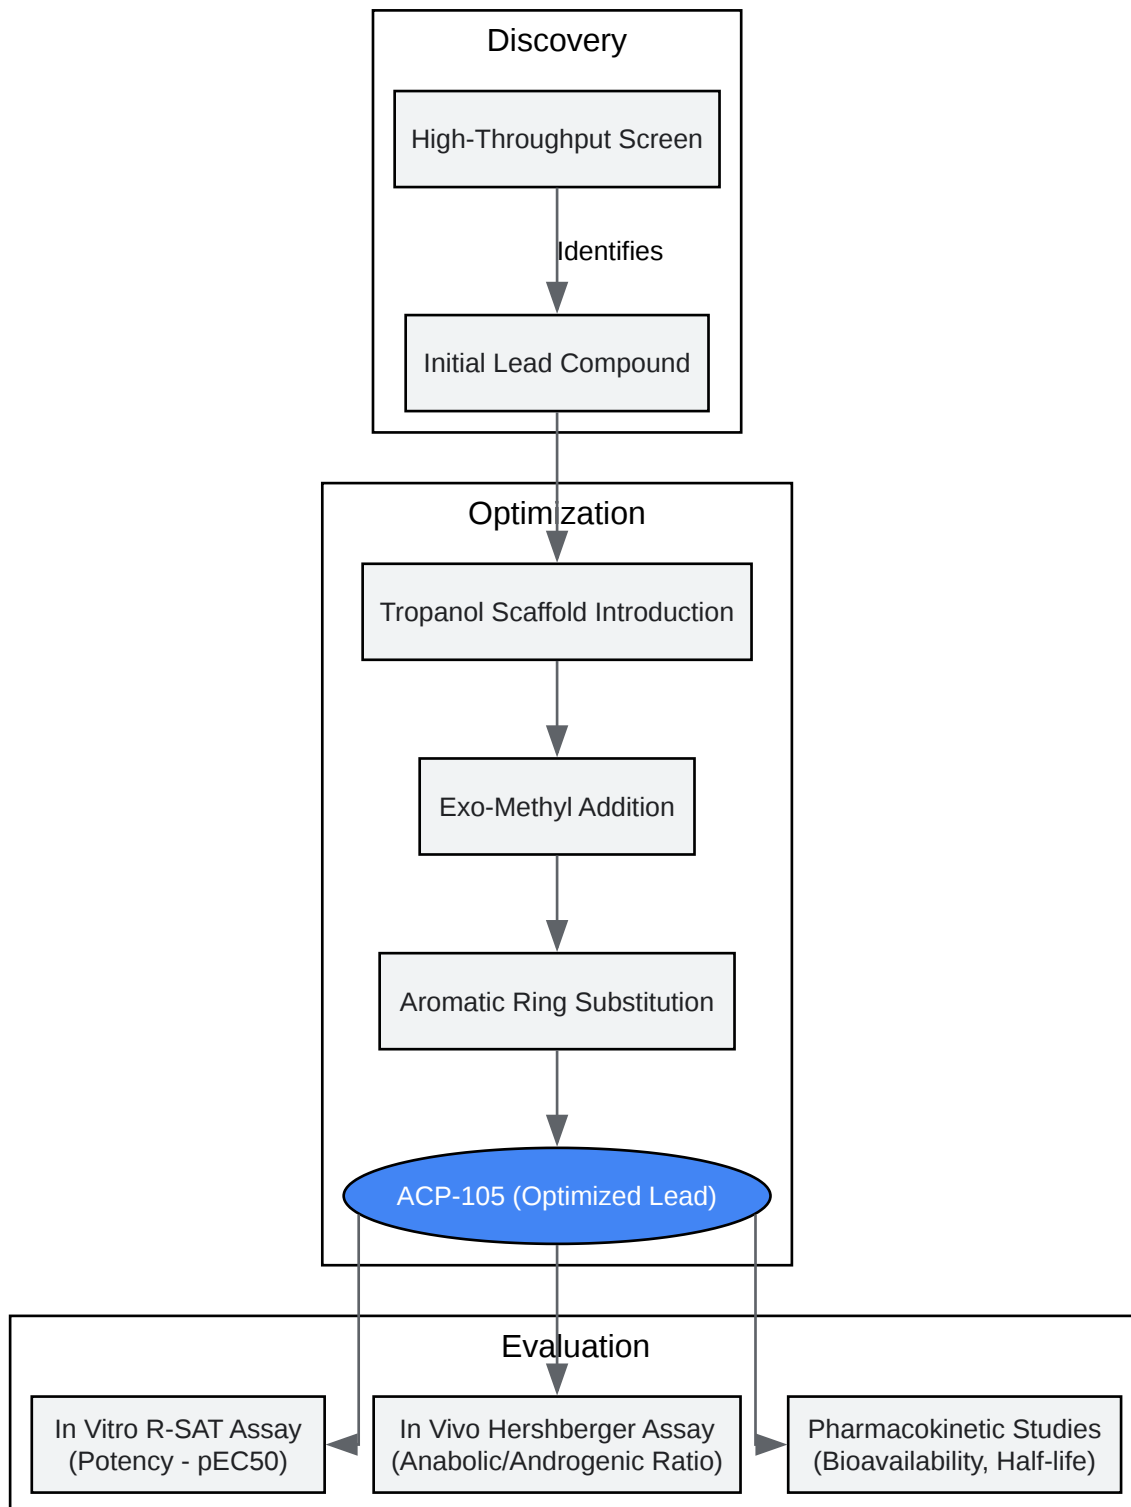 Discovery
High-Throughput Screen
Identifies
Initial Lead Compound
Optimization
Tropanol Scaffold Introduction
Exo-Methyl Addition
Aromatic Ring Substitution
ACP-105 (Optimized Lead)
Evaluation
In Vitro R-SAT Assay
(Potency - pEC50)
In Vivo Hershberger Assay
(Anabolic/Androgenic Ratio)
Pharmacokinetic Studies
(Bioavailability, Half-life)